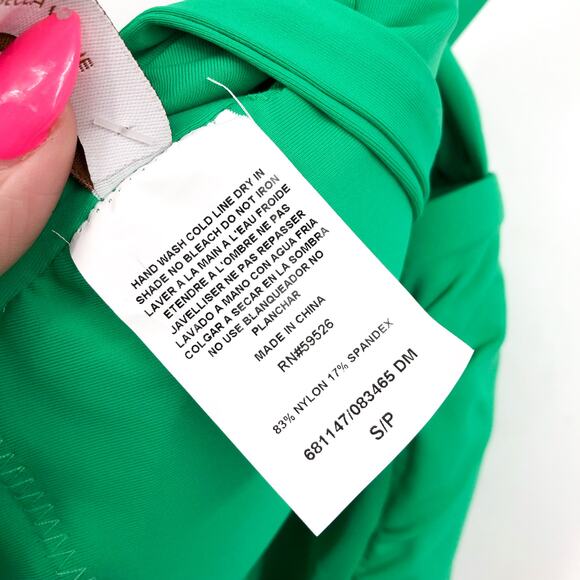 HAND WASH COLD LINE DRY IN
SHADE NO BLEACH DO NOT IRON
LAVER A LA MAIN A L'EAU FROIDE
ETENDRE A L'OMBRE NE PAS
JAVELLISER NE PAS REPASSER
LAVADO A MANO CON AQUA FRIA
COLGAR A SECAR EN LA SOMBRA
NO USE BLANQUEADOR NO
PLANCHAR
MADE IN CHINA
RN#59526
83% NYLON 17% SPANDEX
681147/083465 DM
S/P